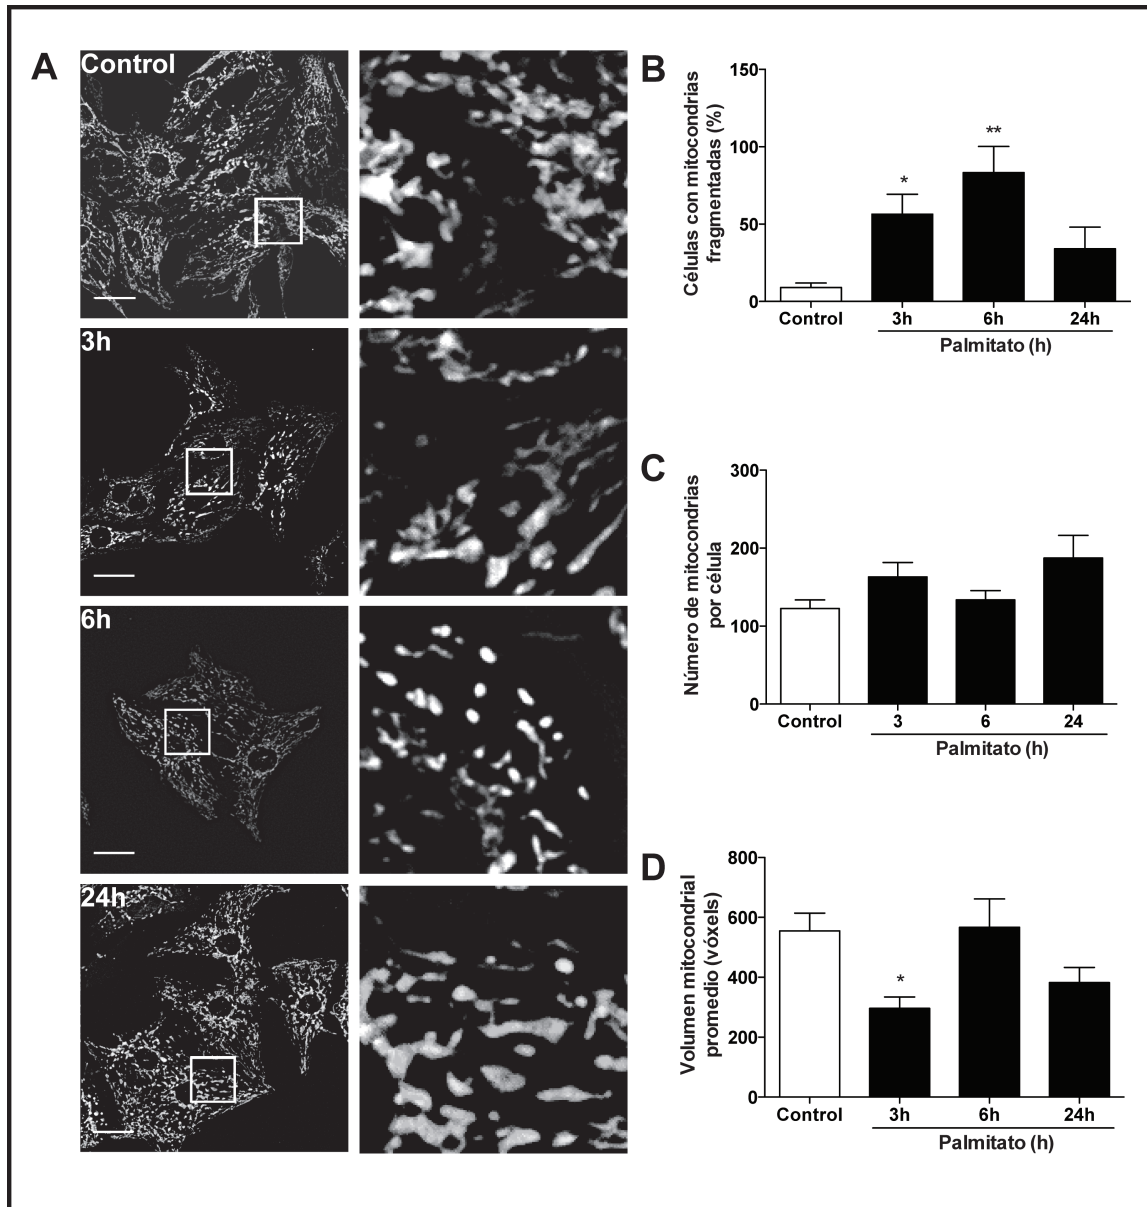 A
Control
3h
6h
24h
B
Células con mitocondrias
fragmentadas (%)
150
100
50
0
*
**
Control 3h 6h 24h
Palmitato (h)
C
Número de mitocondrias
por célula
300
200
100
0
Control 3 6 24
Palmitato (h)
D
Volumen mitocondrial
promedio (vóxels)
800
600
400
200
0
*
Control 3h 6h 24h
Palmitato (h)